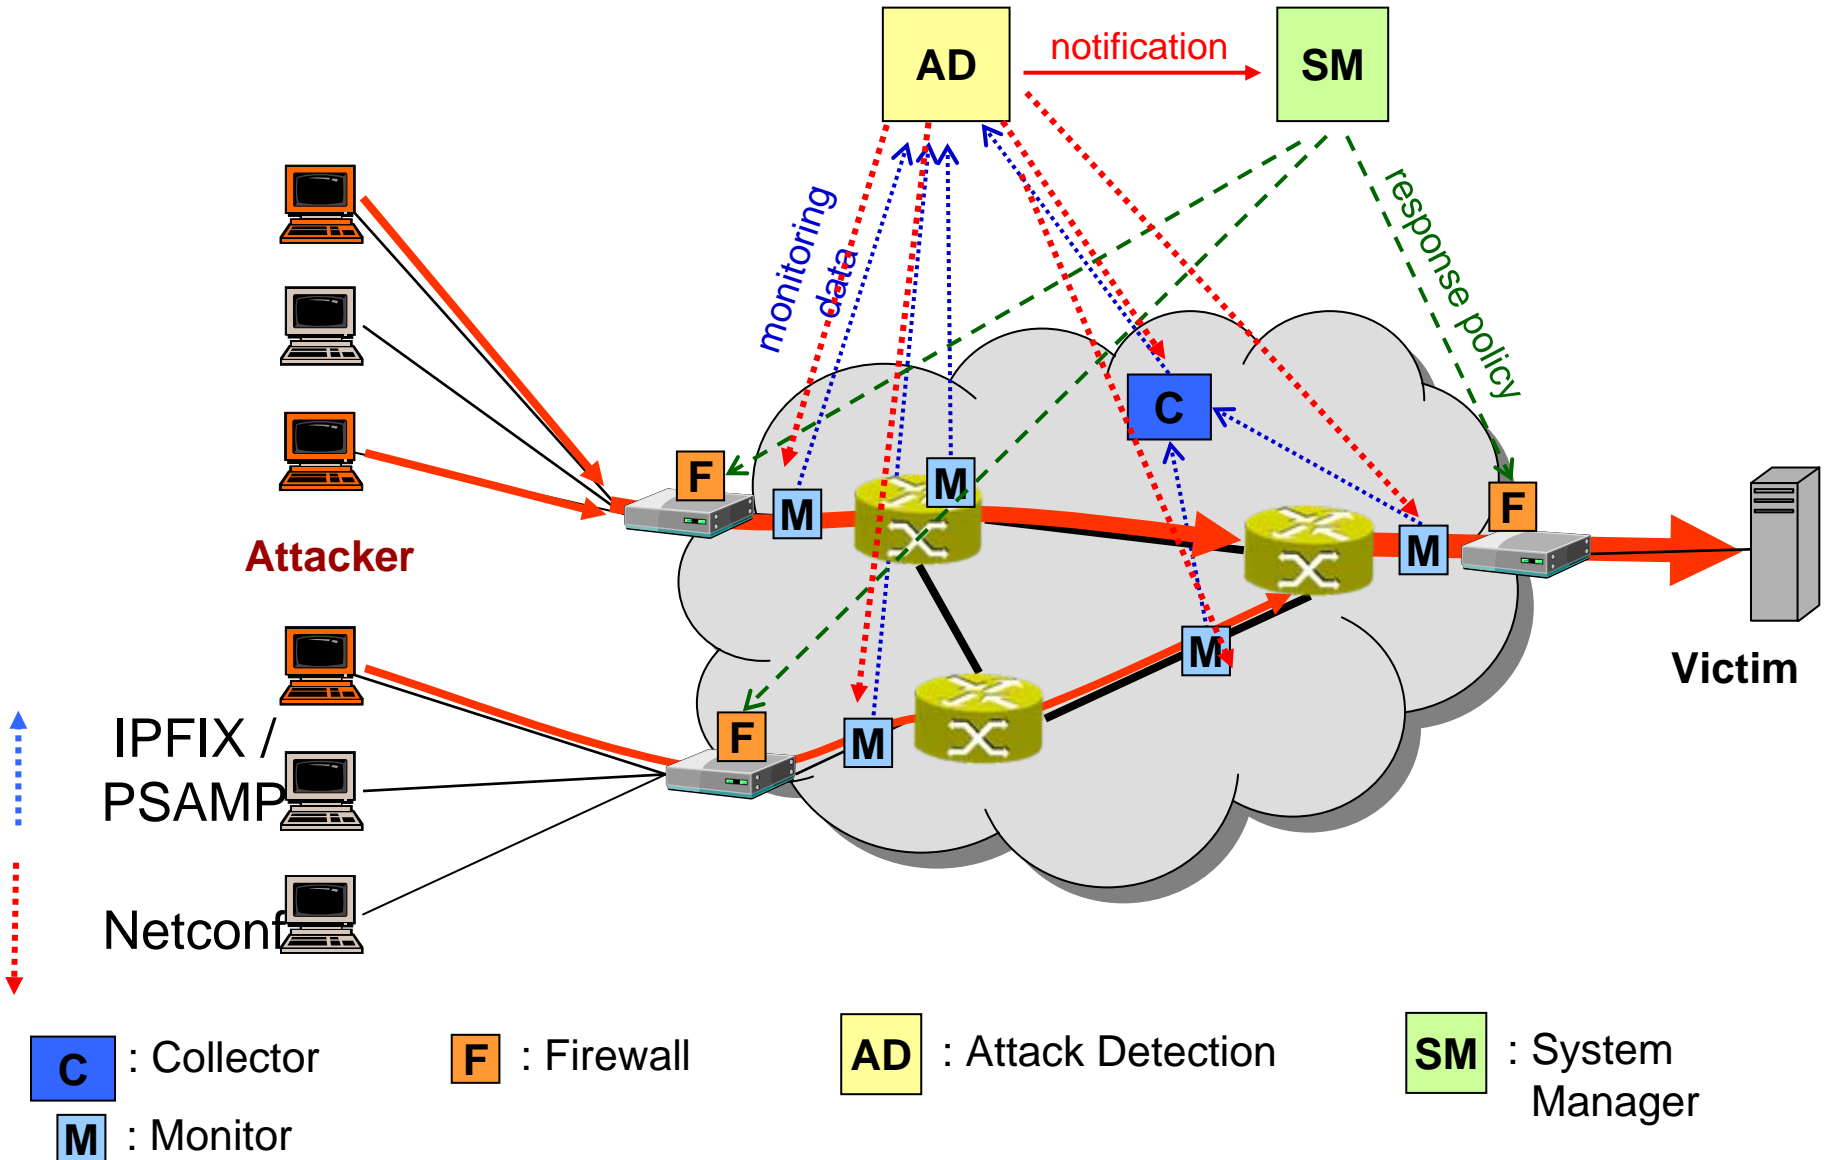 AD
notification
SM
monitoring
data
response policy
C
F
M
M
F
M
Attacker
M
Victim
F
M
IPFIX /
PSAMP
Netconf
C : Collector
F : Firewall
AD : Attack Detection
SM : System
Manager
M : Monitor